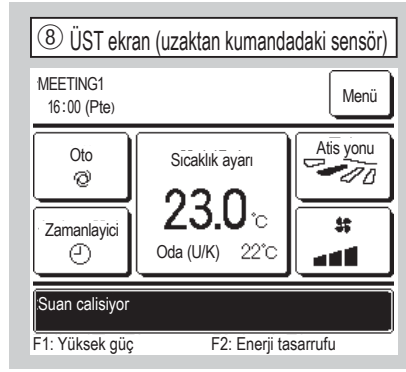 ⑧ ÜST ekran (uzaktan kumandadaki sensör)
MEETING1
16:00 (Pte)
Menü
Oto
Sıcaklık ayarı
Atis yonu
23.0°C
Zamanlayici
Oda (U/K) 22°C
Suan calisiyor
F1: Yüksek güç F2: Enerji tasarrufu